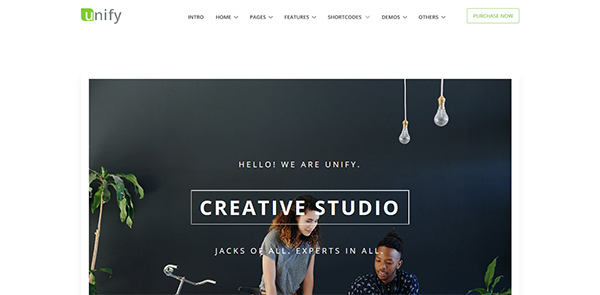 unify
INTRO HOME PAGES FEATURES SHORTCODES DEMOS OTHERS PURCHASE NOW
HELLO! WE ARE UNIFY.
CREATIVE STUDIO
JACKS OF ALL. EXPERTS IN ALL.